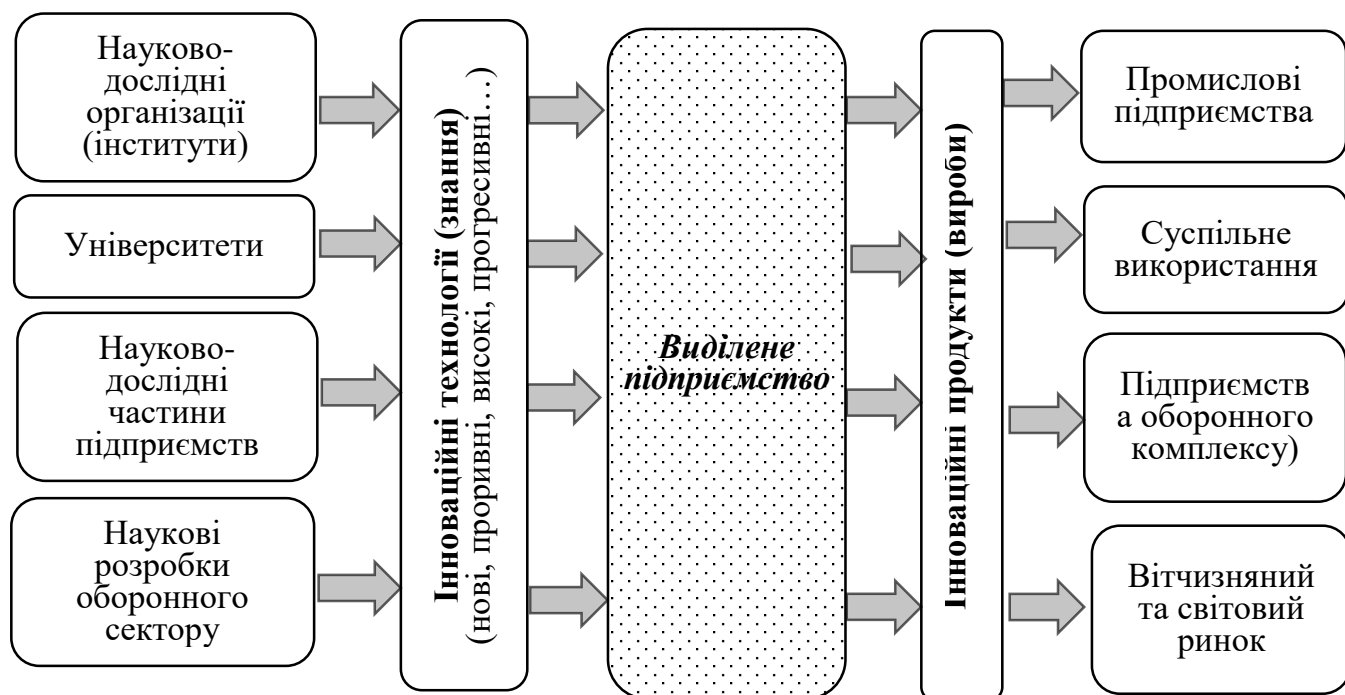 Науково-
дослідні
організації
(інститути)
Університети
Науково-
дослідні
частини
підприємств
Наукові
розробки
оборонного
сектору
Інноваційні технології (знання)
(нові, проривні, високі, прогресивні…)
Виділене
підприємство
Інноваційні продукти (вироби)
Промислові
підприємства
Суспільне
використання
Підприємств
а оборонного
комплексу)
Вітчизняний
та світовий
ринок